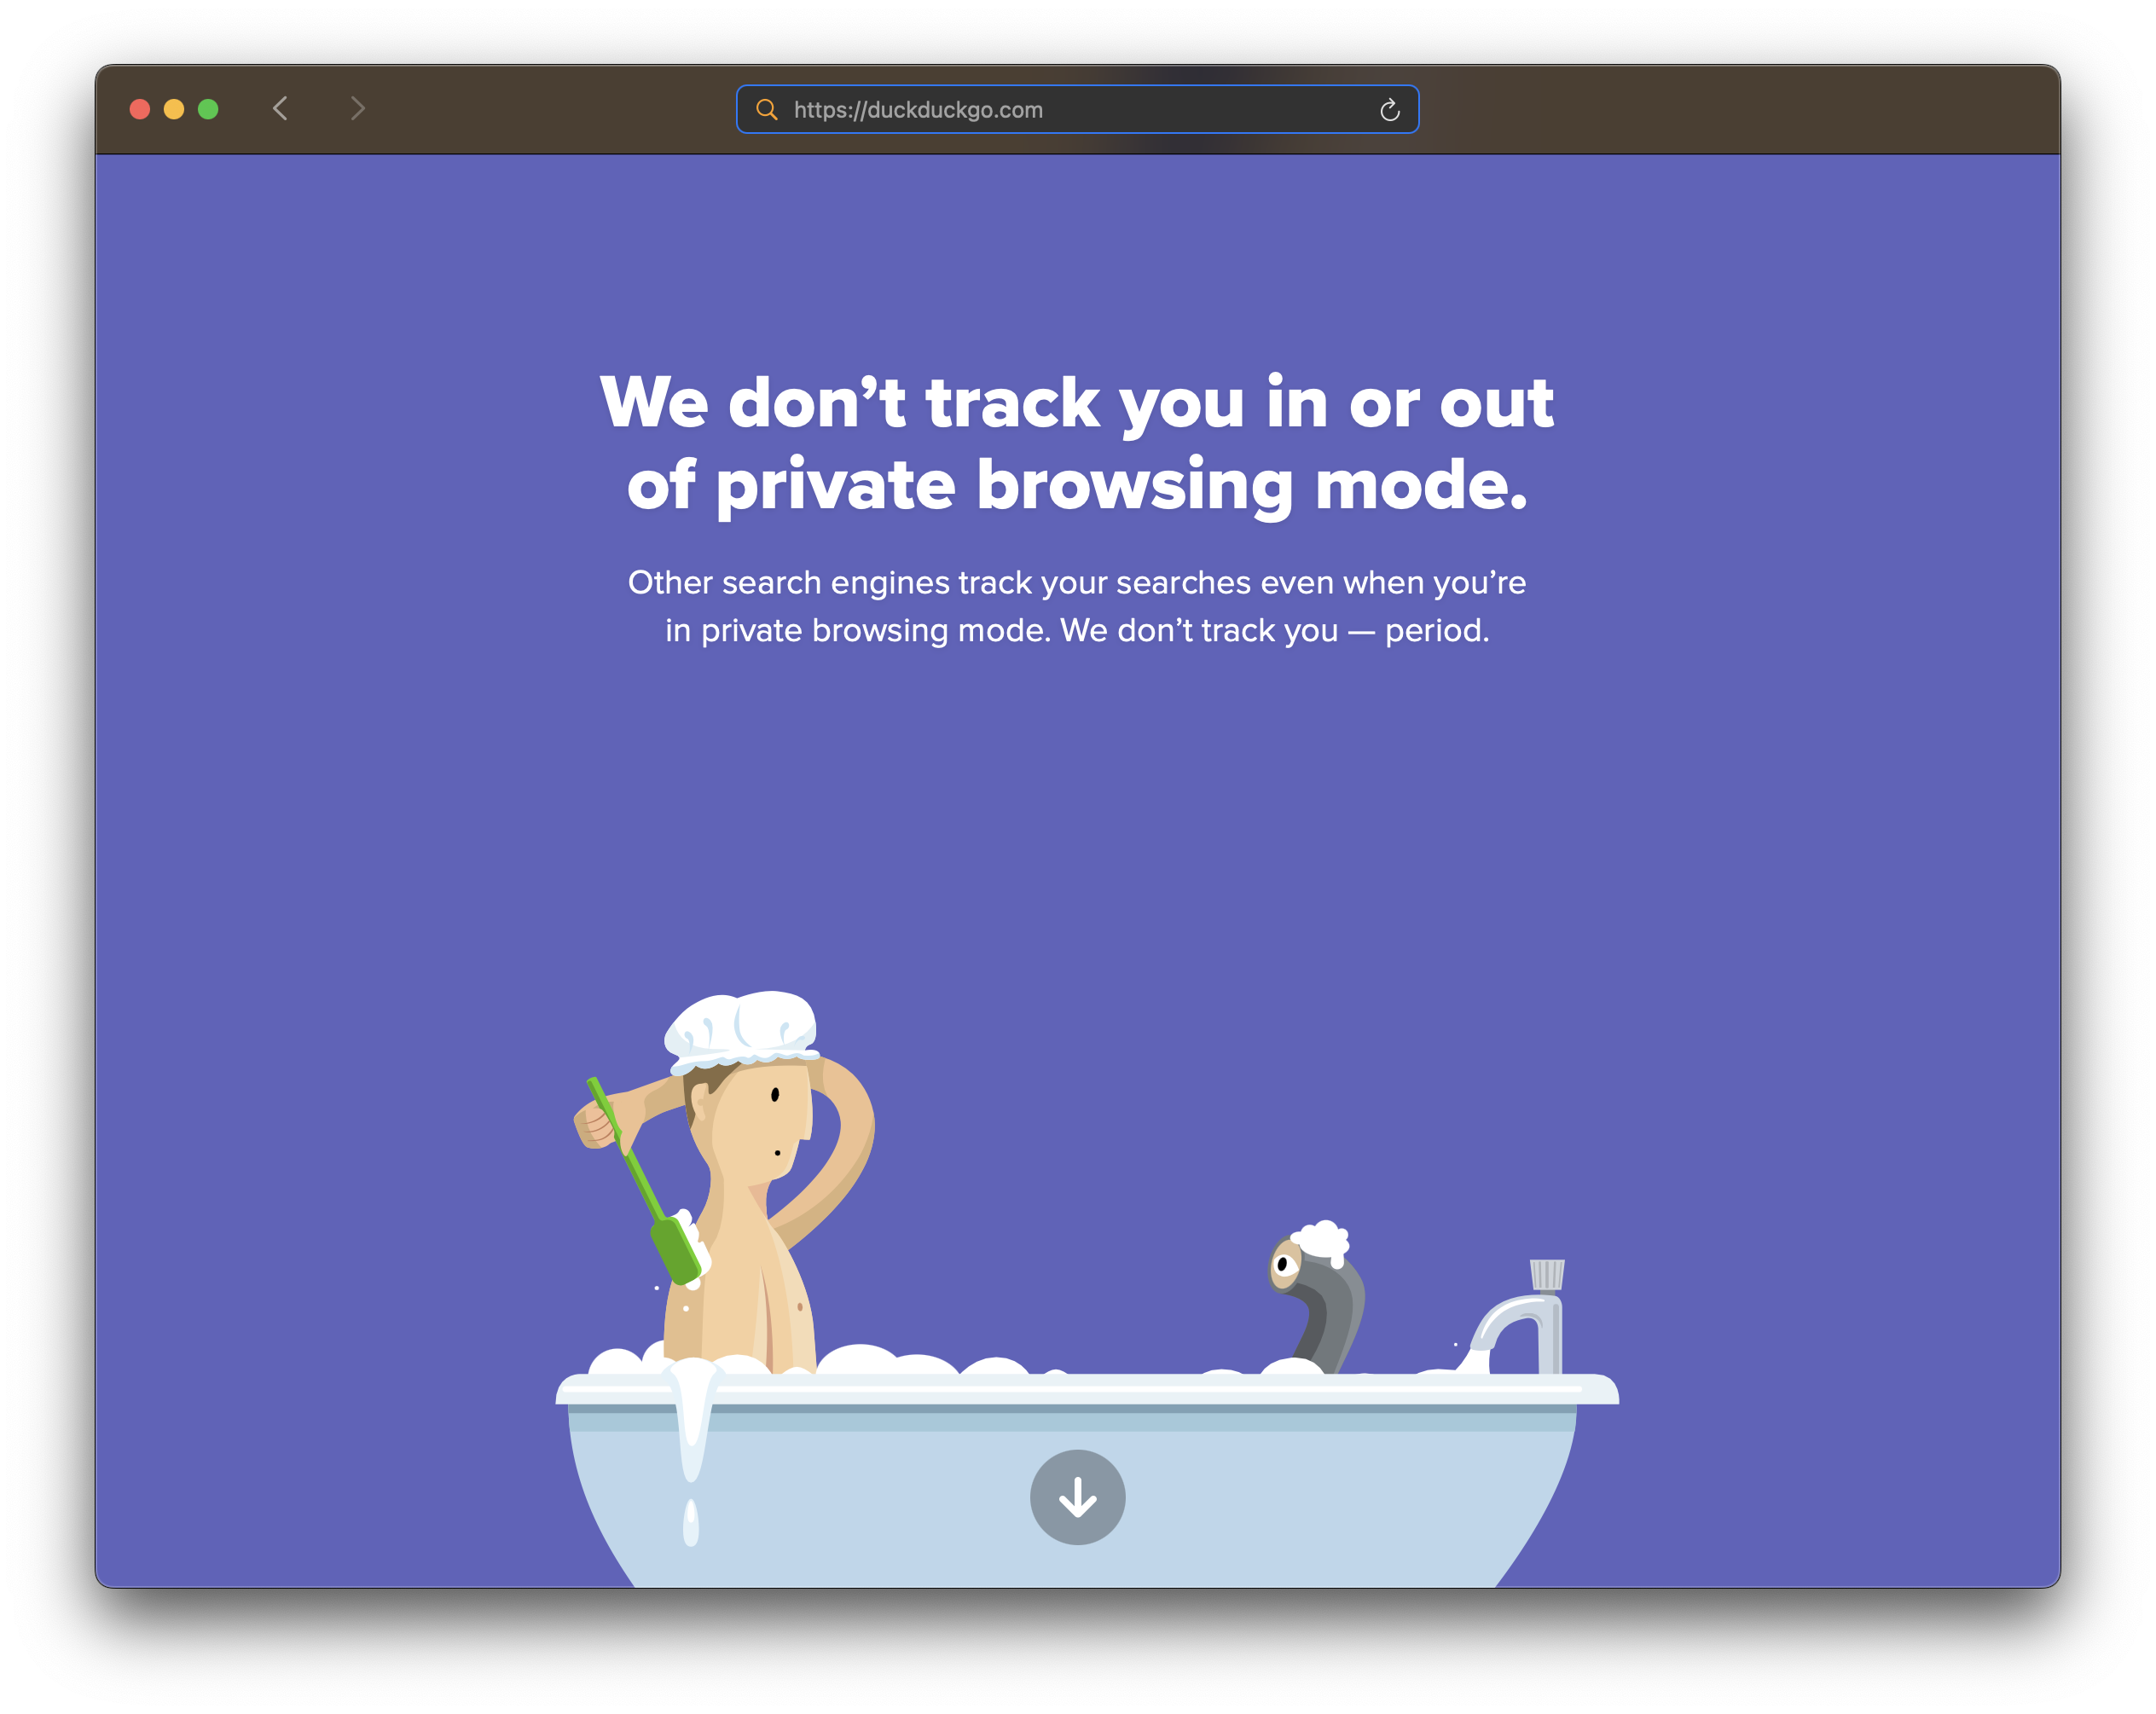 https://duckduckgo.com
We don’t track you in or out
of private browsing mode.
Other search engines track your searches even when you’re
in private browsing mode. We don’t track you — period.